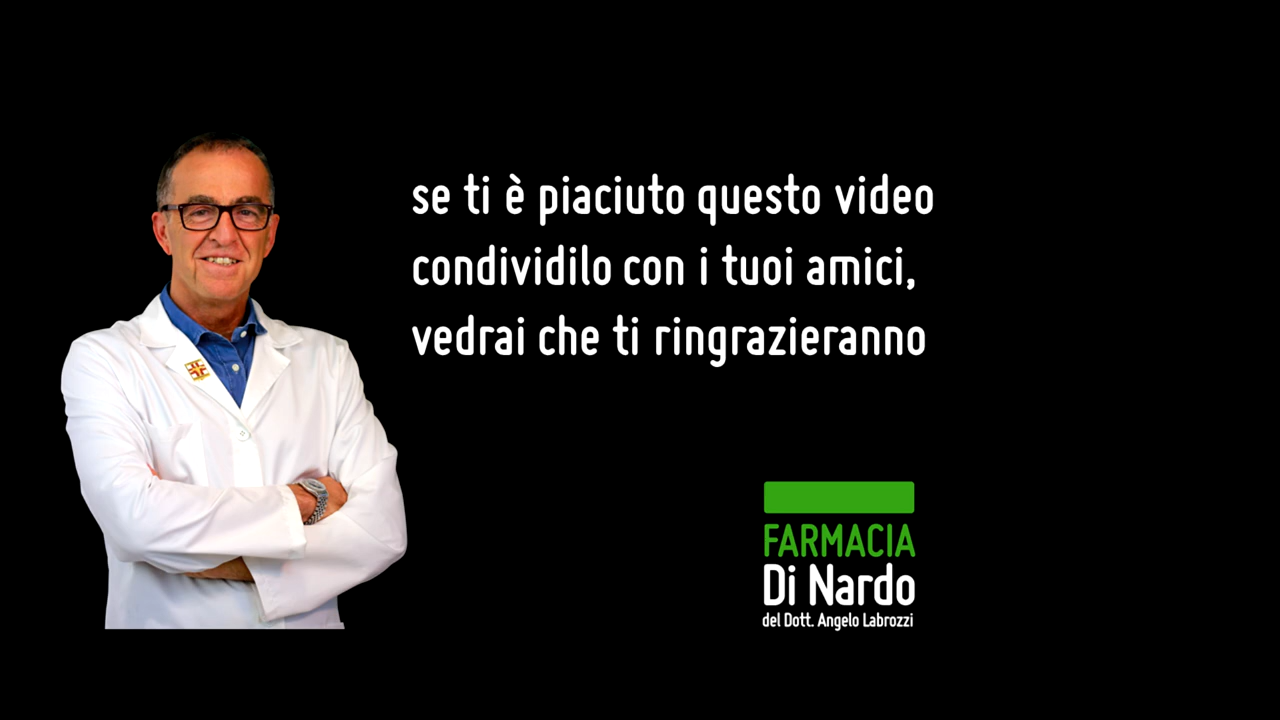 se ti è piaciuto questo video
condividilo con i tuoi amici,
vedrai che ti ringrazieranno
FARMACIA
Di Nardo
del Dott. Angelo Labrozzi